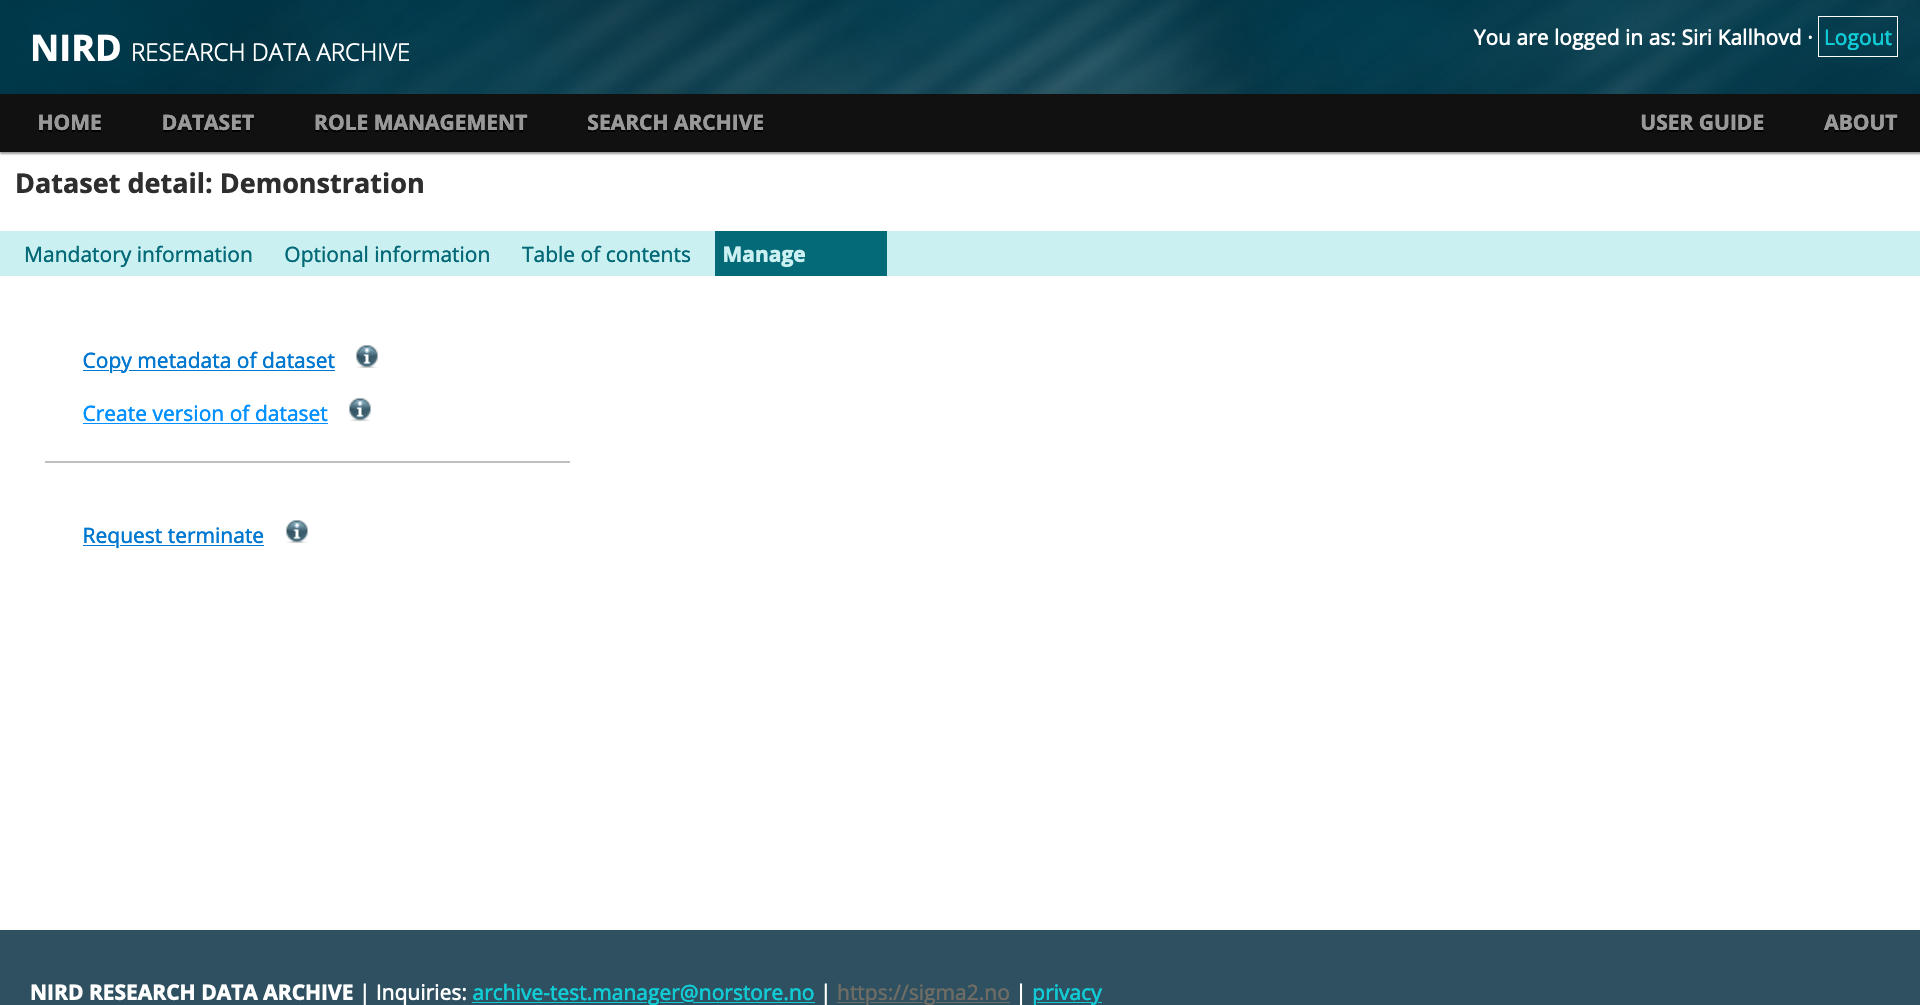 NIRD RESEARCH DATA ARCHIVE
You are logged in as: Siri Kallhovd · Logout
HOME DATASET ROLE MANAGEMENT SEARCH ARCHIVE USER GUIDE ABOUT
Dataset detail: Demonstration
Mandatory information Optional information Table of contents Manage
Copy metadata of dataset
Create version of dataset
Request terminate
NIRD RESEARCH DATA ARCHIVE | Inquiries: archive-test.manager@norstore.no | https://sigma2.no | privacy